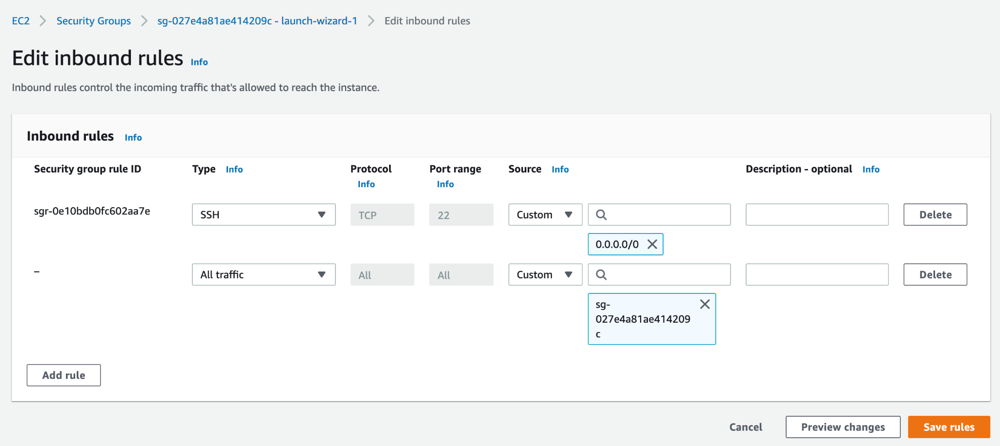 EC2 > Security Groups > sg-027e4a81ae414209c - launch-wizard-1 > Edit inbound rules
Edit inbound rules Info
Inbound rules control the incoming traffic that's allowed to reach the instance.
Inbound rules Info
Security group rule ID Type Info Protocol Info Port range Info Source Info Description - optional Info
sgr-0e10bdb0fc602aa7e SSH TCP 22 Custom Delete
0.0.0.0/0
– All traffic All All Custom Delete
sg-
027e4a81ae414209
c
Add rule
Cancel Preview changes Save rules